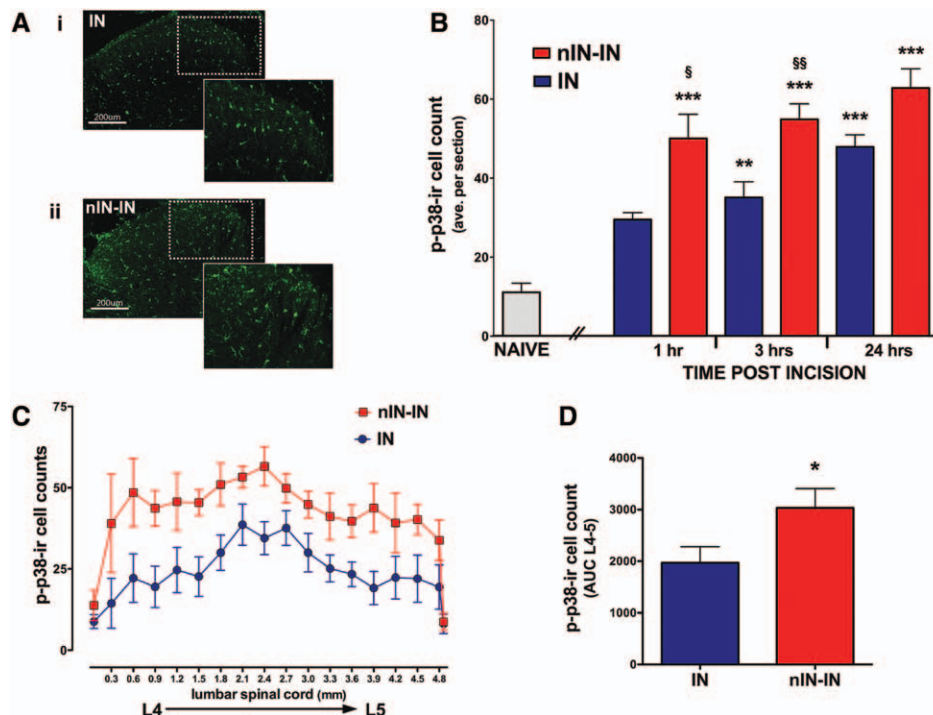 A
i
IN
200um
ii
nIN-IN
200um
B
p-p38-ir cell count
(ave. per section)
80
60
40
20
0
nIN-IN
IN
§
***
**
§§
***
***
***
NAIVE
1 hr
3 hrs
24 hrs
TIME POST INCISION
C
p-p38-ir cell counts
75
50
25
0
nIN-IN
IN
0.3 0.6 0.9 1.2 1.5 1.8 2.1 2.4 2.7 3.0 3.3 3.6 3.9 4.2 4.5 4.8
lumbar spinal cord (mm)
L4 L5
D
p-p38-ir cell count
(AUC L4-5)
4000
3000
2000
1000
0
*
IN nIN-IN